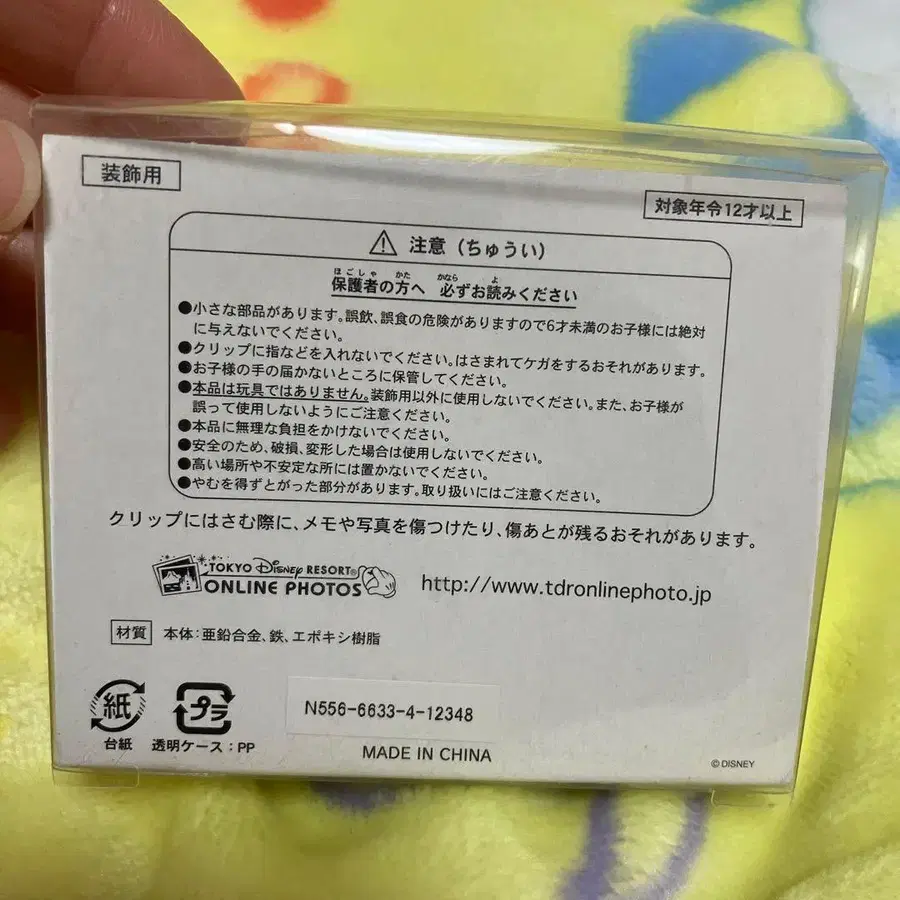 装飾用
対象年令12才以上
⚠ 注意（ちゅうい）
ほごしゃ かた かなら よ
保護者の方へ 必ずお読みください
●小さな部品があります。誤飲、誤食の危険がありますので6才未満のお子様には絶対
に与えないでください。
●クリップに指などを入れないでください。はさまれてケガをするおそれがあります。
●お子様の手の届かないところに保管してください。
●本品は玩具ではありません。装飾用以外に使用しないでください。また、お子様が
誤って使用しないようにご注意ください。
●本品に無理な負担をかけないでください。
●安全のため、破損、変形した場合は使用しないでください。
●高い場所や不安定な所には置かないでください。
●やむを得ずとがった部分があります。取り扱いにはご注意ください。
クリップにはさむ際に、メモや写真を傷つけたり、傷あとが残るおそれがあります。
TOKYO Disney RESORT®
ONLINE PHOTOS
http://www.tdronlinephoto.jp
材質 本体：亜鉛合金、鉄、エポキシ樹脂
紙
プラ
台紙 透明ケース：PP
N556-6633-4-12348
MADE IN CHINA
© DISNEY